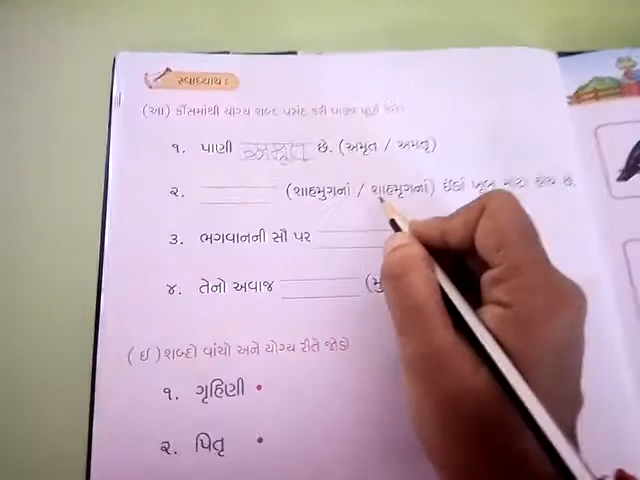 સ્વાધ્યાય :
(આ) કૌંસમાંથી યોગ્ય શબ્દ પસંદ કરી વાક્ય પૂર્ણ કરો
૧. પાણી અમૃત છે. (અમૃત / અમતૃ)
૨. (શાહમુગનાં / શાહમૃગનાં) ઈંડાં ખૂબ મોટાં હોય છે.
૩. ભગવાનની સૌ પર
૪. તેનો અવાજ
(ઈ) શબ્દો વાંચો અને યોગ્ય રીતે જોડો
૧. ગૃહિણી
૨. પિતૃ